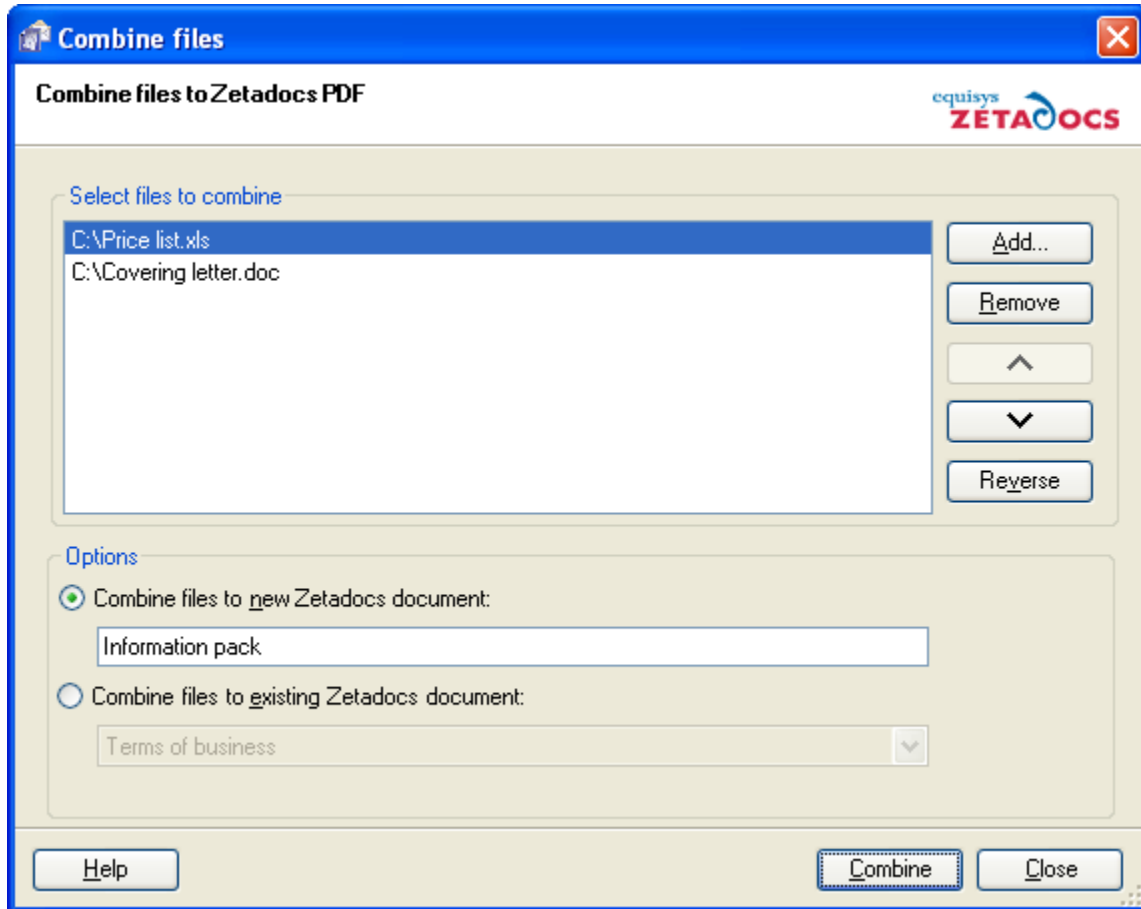 Combine files
Combine files to Zetadocs PDF
equisys
ZETADOCS
Select files to combine
C:\Price list.xls
C:\Covering letter.doc
Add...
Remove
Reverse
Options
Combine files to new Zetadocs document:
Information pack
Combine files to existing Zetadocs document:
Terms of business
Help
Combine
Close